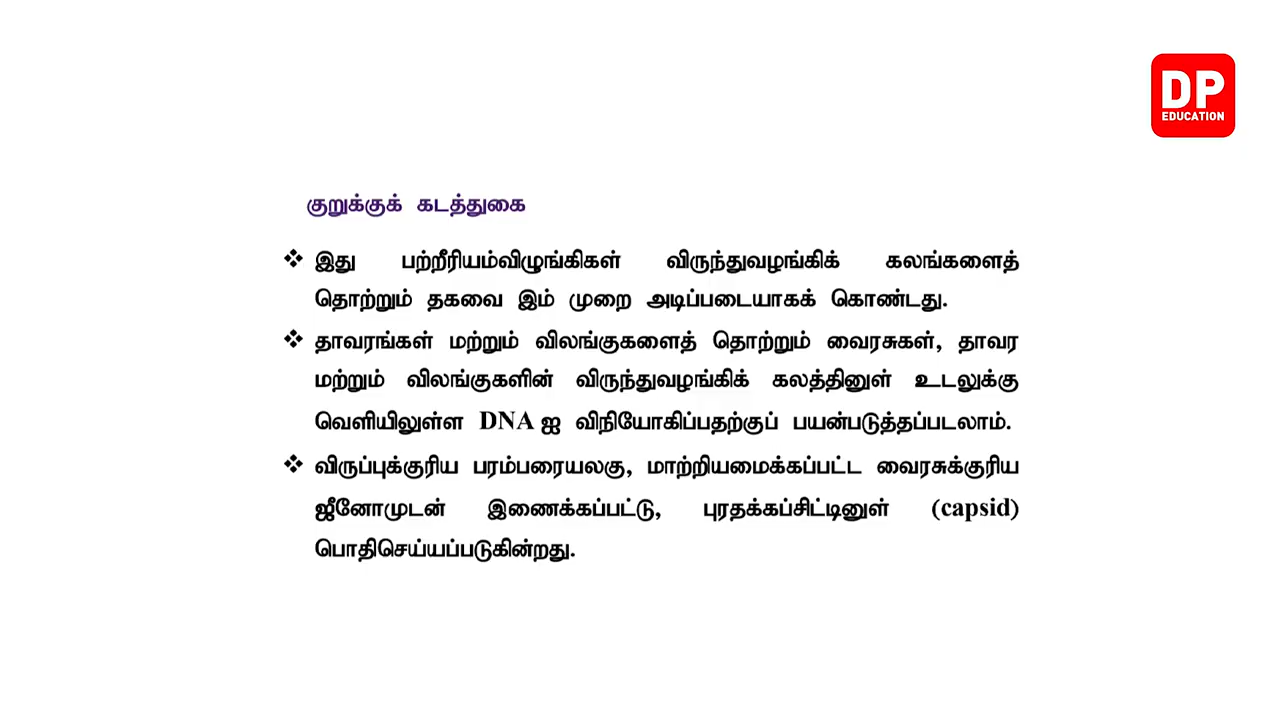 DP
EDUCATION
குறுக்குக் கடத்துகை
❖ இது பற்றீரியம்விழுங்கிகள் விருந்துவழங்கிக் கலங்களைத்
தொற்றும் தகவை இம் முறை அடிப்படையாகக் கொண்டது.
❖ தாவரங்கள் மற்றும் விலங்குகளைத் தொற்றும் வைரசுகள், தாவர
மற்றும் விலங்குகளின் விருந்துவழங்கிக் கலத்தினுள் உடலுக்கு
வெளியிலுள்ள DNA ஐ விநியோகிப்பதற்குப் பயன்படுத்தப்படலாம்.
❖ விருப்புக்குரிய பரம்பரையலகு, மாற்றியமைக்கப்பட்ட வைரசுக்குரிய
ஜீனோமுடன் இணைக்கப்பட்டு, புரதக்கப்சிட்டினுள் (capsid)
பொதிசெய்யப்படுகின்றது.